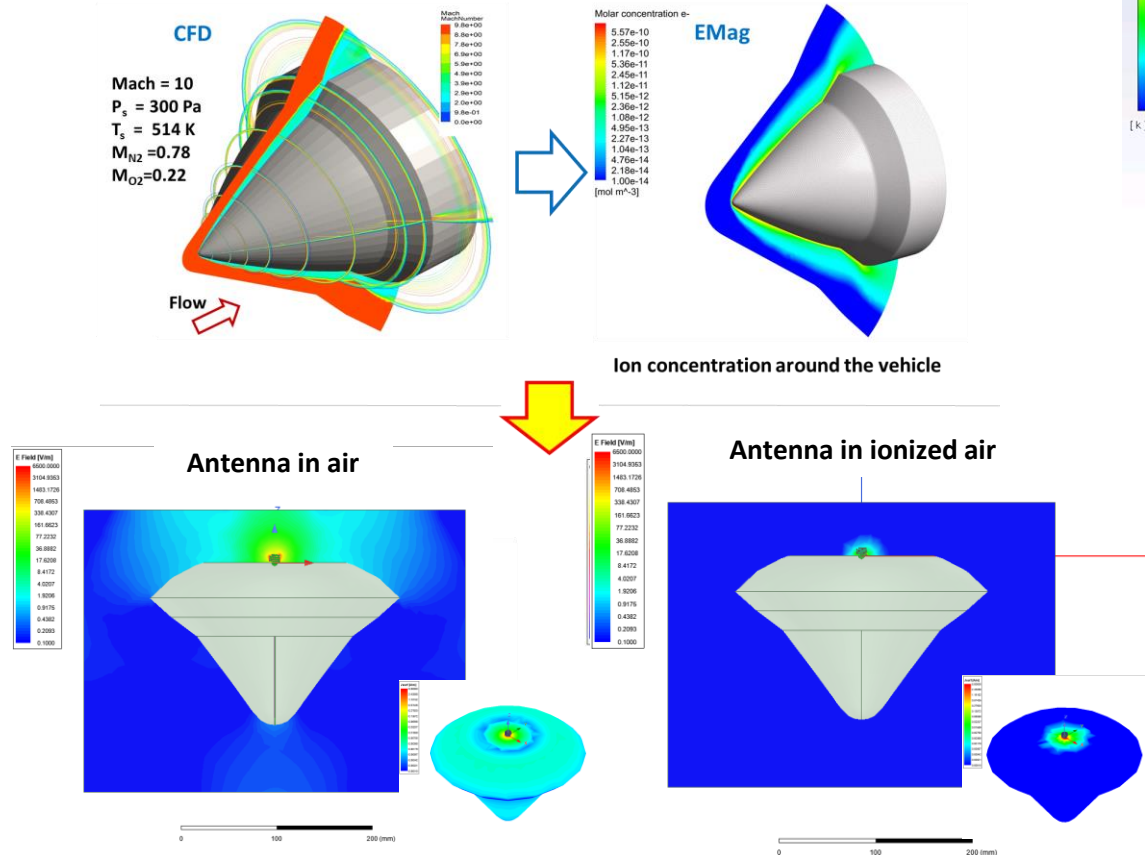 CFD
Mach
MachNumber
9.8e+00
8.8e+00
7.8e+00
6.9e+00
5.9e+00
4.9e+00
3.9e+00
2.9e+00
2.0e+00
9.8e-01
0.0e+00
Mach = 10
Ps = 300 Pa
Ts = 514 K
MN2 =0.78
MO2=0.22
Flow
Molar concentration e-
5.57e-10
2.55e-10
1.17e-10
5.36e-11
2.45e-11
1.12e-11
5.15e-12
2.36e-12
1.08e-12
4.95e-13
2.27e-13
1.04e-13
4.76e-14
2.18e-14
1.00e-14
[mol m^-3]
EMag
[k
Ion concentration around the vehicle
E Field [V/m]
6500.0000
3104.9353
1483.1726
708.4853
338.4307
161.6623
77.2232
36.8882
17.6208
8.4172
4.0207
1.9206
0.9175
0.4382
0.2093
0.1000
Antenna in air
0
100
200 (mm)
E Field [V/m]
6500.0000
3104.9353
1483.1726
708.4853
338.4307
161.6623
77.2232
36.8882
17.6208
8.4172
4.0207
1.9206
0.9175
0.4382
0.2093
0.1000
Antenna in ionized air
0
100
200 (mm)